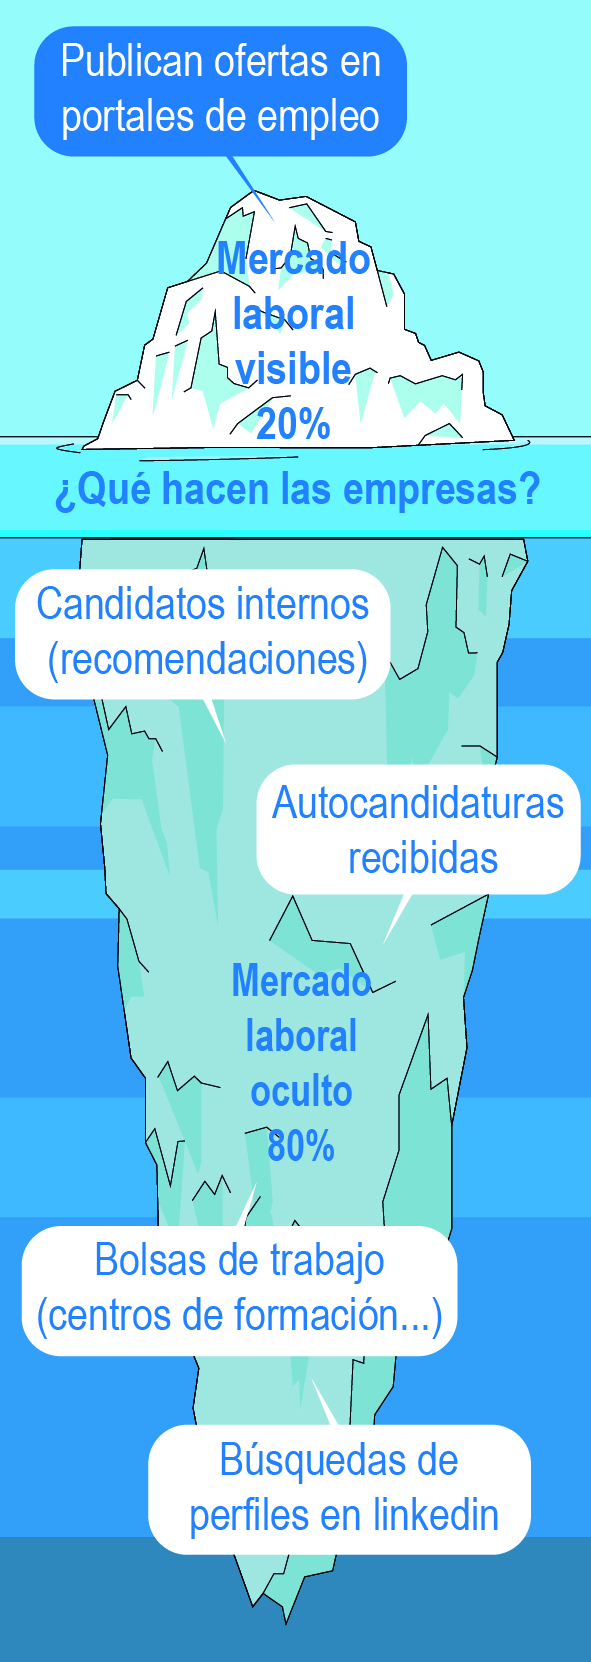 Publican ofertas en
portales de empleo
Mercado
laboral
visible
20%
¿Qué hacen las empresas?
Candidatos internos
(recomendaciones)
Autocandidaturas
recibidas
Mercado
laboral
oculto
80%
Bolsas de trabajo
(centros de formación...)
Búsquedas de
perfiles en linkedin